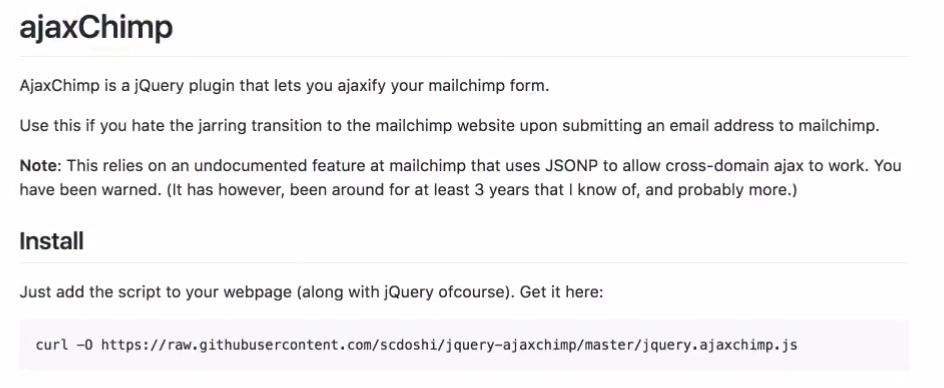 ajaxChimp
AjaxChimp is a jQuery plugin that lets you ajaxify your mailchimp form.
Use this if you hate the jarring transition to the mailchimp website upon submitting an email address to mailchimp.
Note: This relies on an undocumented feature at mailchimp that uses JSONP to allow cross-domain ajax to work. You
have been warned. (It has however, been around for at least 3 years that I know of, and probably more.)
Install
Just add the script to your webpage (along with jQuery ofcourse). Get it here:
curl -O https://raw.githubusercontent.com/scdoshi/jquery-ajaxchimp/master/jquery.ajaxchimp.js